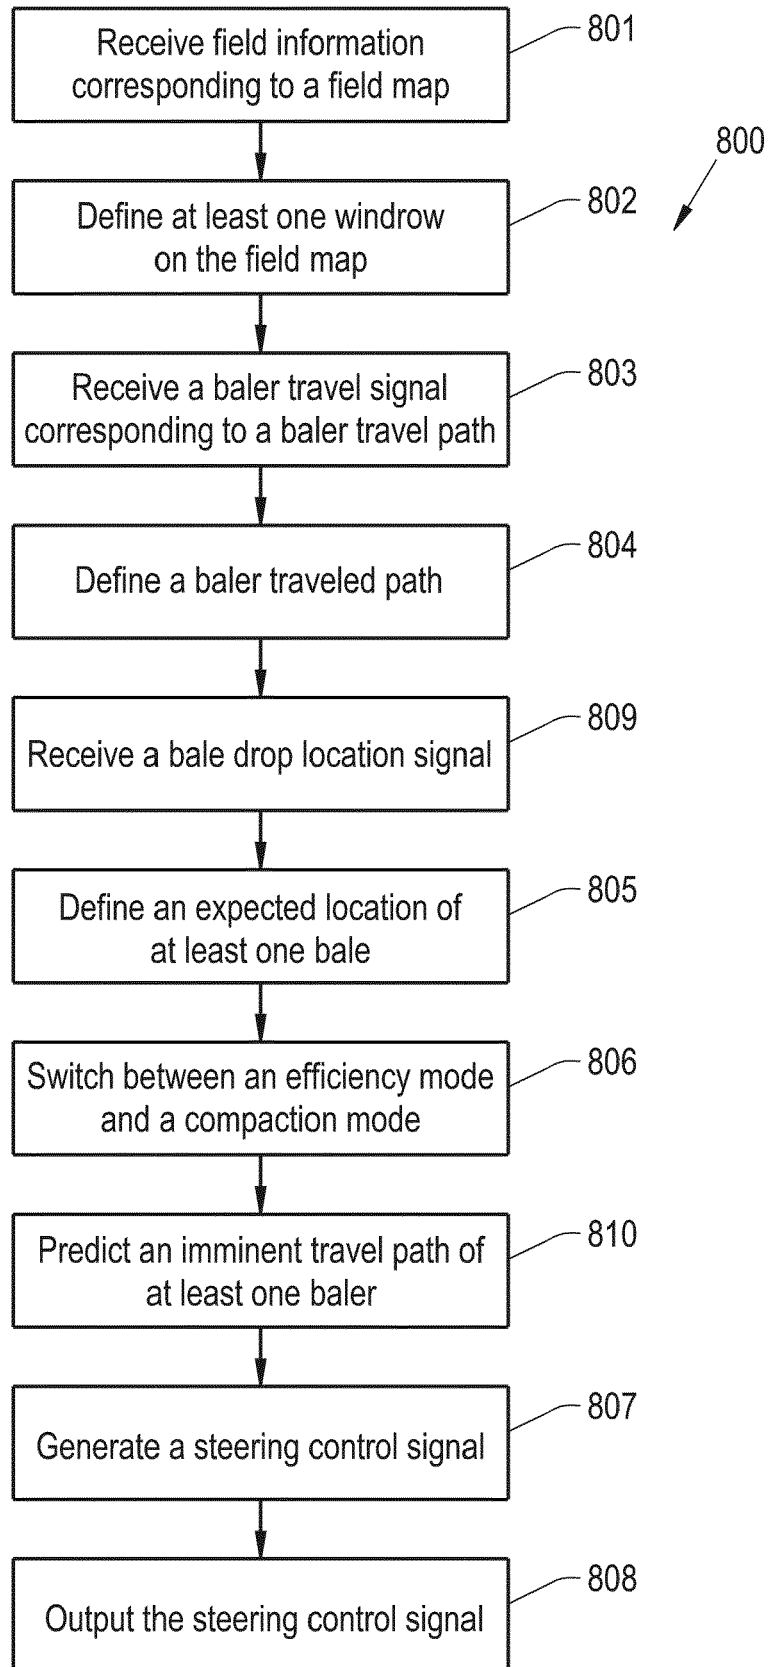 Receive field information
corresponding to a field map
801
800
Define at least one windrow
on the field map
802
Receive a baler travel signal
corresponding to a baler travel path
803
Define a baler traveled path
804
Receive a bale drop location signal
809
Define an expected location of
at least one bale
805
Switch between an efficiency mode
and a compaction mode
806
Predict an imminent travel path of
at least one baler
810
Generate a steering control signal
807
Output the steering control signal
808